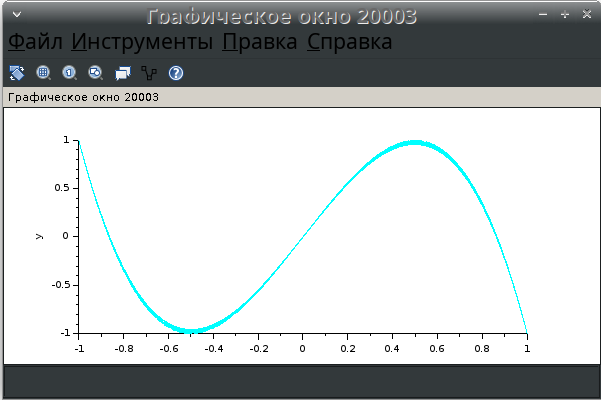 Графическое окно 20003
Файл Инструменты Правка Справка
Графическое окно 20003
1
0.5
0
-0.5
-1
y
-1 -0.8 -0.6 -0.4 -0.2 0 0.2 0.4 0.6 0.8 1